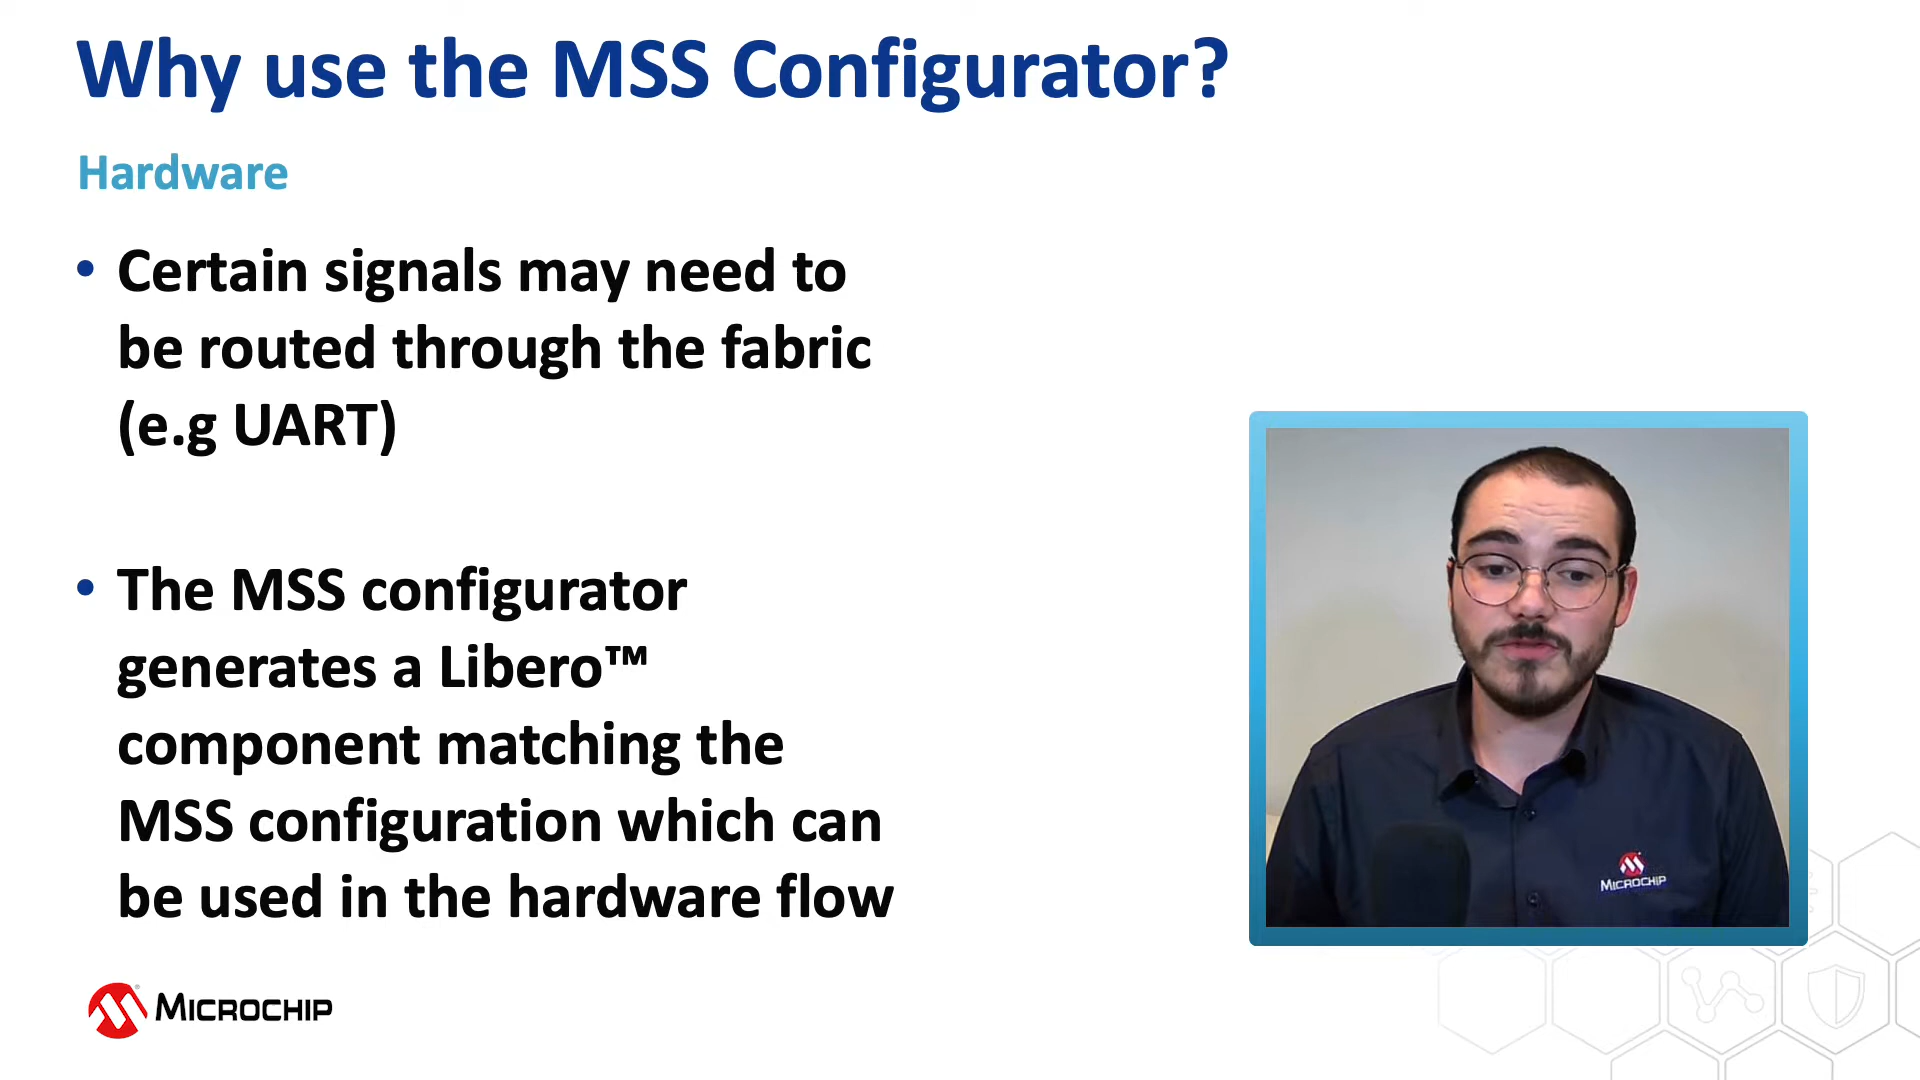 Why use the MSS Configurator?
Hardware
• Certain signals may need to
be routed through the fabric
(e.g UART)
• The MSS configurator
generates a Libero™
component matching the
MSS configuration which can
be used in the hardware flow
MICROCHIP
MICROCHIP